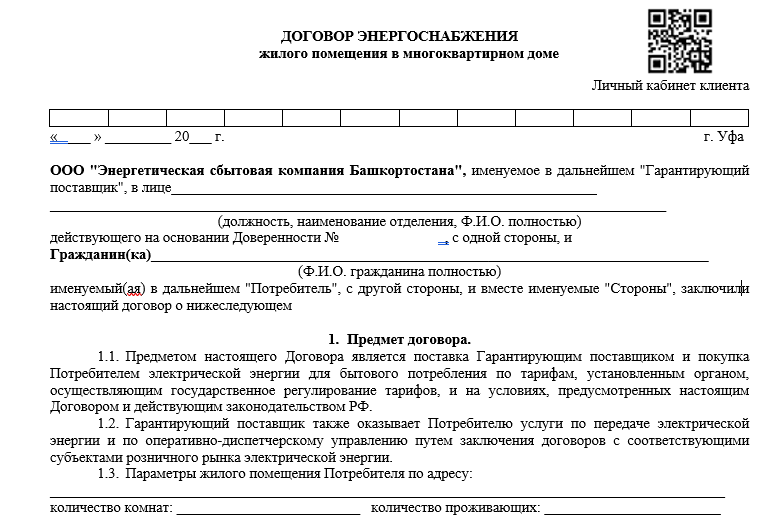 ДОГОВОР ЭНЕРГОСНАБЖЕНИЯ
жилого помещения в многоквартирном доме
Личный кабинет клиента
«__ ___ » _________ 20___ г. г. Уфа
ООО "Энергетическая сбытовая компания Башкортостана", именуемое в дальнейшем "Гарантирующий
поставщик", в лице_________________________________________________________
(должность, наименование отделения, Ф.И.О. полностью)
действующего на основании Доверенности № , с одной стороны, и
Гражданин(ка)__________________________________________________________________________
(Ф.И.О. гражданина полностью)
именуемый(ая) в дальнейшем "Потребитель", с другой стороны, и вместе именуемые "Стороны", заключили
настоящий договор о нижеследующем
1. Предмет договора.
1.1. Предметом настоящего Договора является поставка Гарантирующим поставщиком и покупка
Потребителем электрической энергии для бытового потребления по тарифам, установленным органом,
осуществляющим государственное регулирование тарифов, и на условиях, предусмотренных настоящим
Договором и действующим законодательством РФ.
1.2. Гарантирующий поставщик также оказывает Потребителю услуги по передаче электрической
энергии и по оперативно-диспетчерскому управлению путем заключения договоров с соответствующими
субъектами розничного рынка электрической энергии.
1.3. Параметры жилого помещения Потребителя по адресу:
количество комнат: ________________________ количество проживающих: ________________________